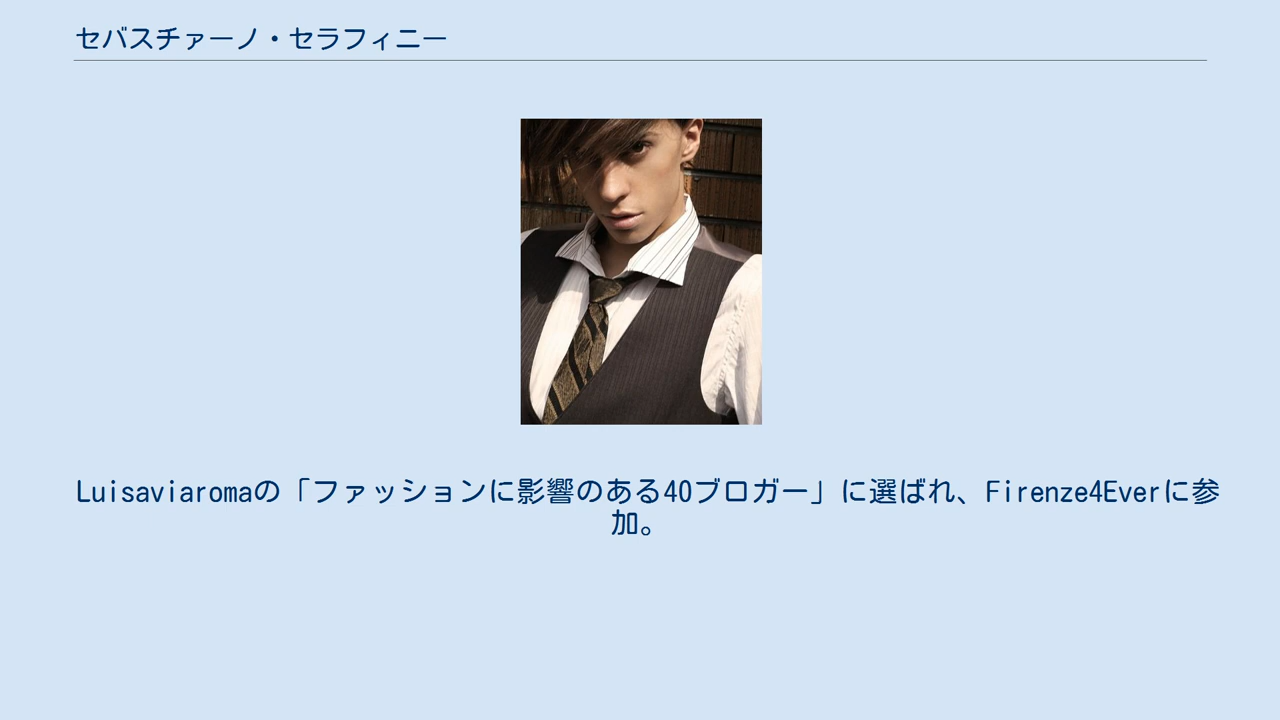 セバスチャーノ・セラフィニー
Luisaviaromaの「ファッションに影響のある40ブロガー」に選ばれ、Firenze4Everに参
加。